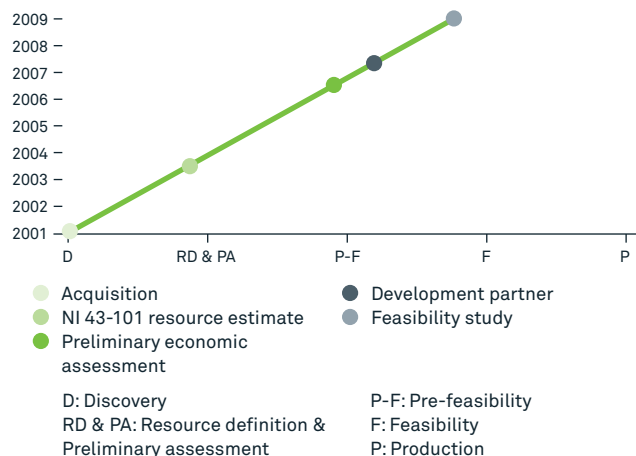 2009
2008
2007
2006
2005
2004
2003
2002
2001
D RD & PA P-F F P
Acquisition
NI 43-101 resource estimate
Preliminary economic
assessment
Development partner
Feasibility study
D: Discovery
RD & PA: Resource definition &
Preliminary assessment
P-F: Pre-feasibility
F: Feasibility
P: Production